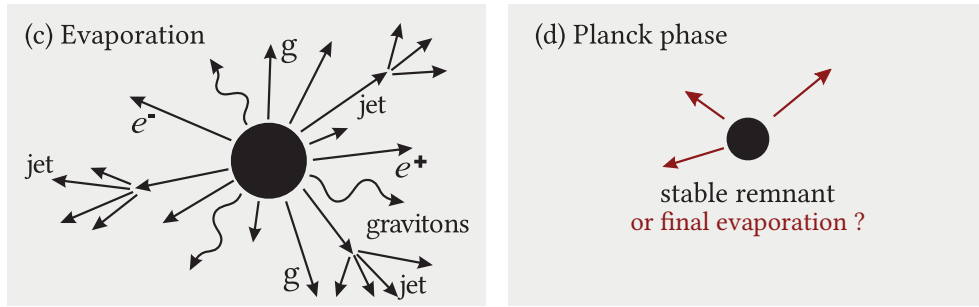 (c) Evaporation
g
jet
e-
e+
jet
gravitons
g
jet
(d) Planck phase
stable remnant
or final evaporation ?